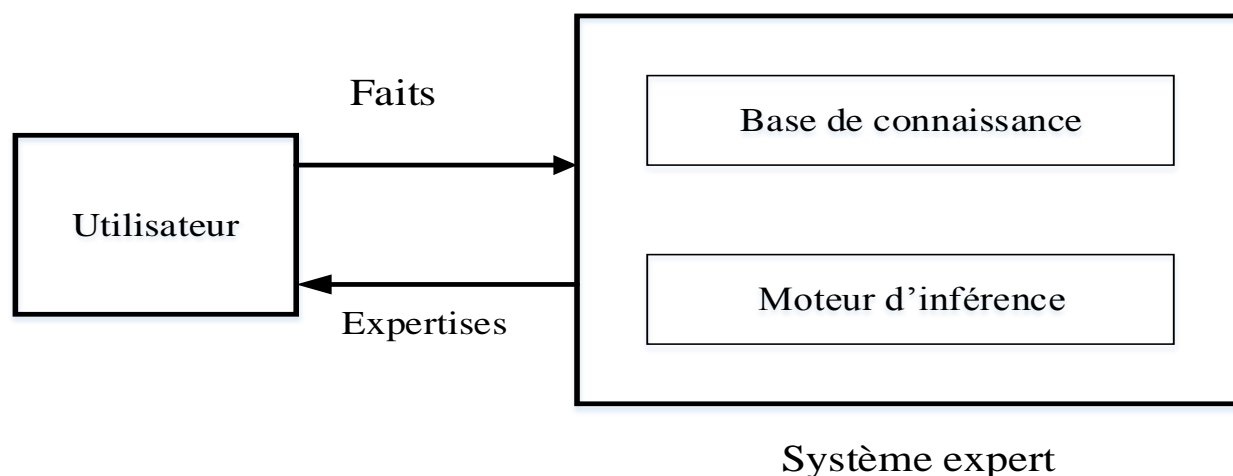 Faits
Base de connaissance
Utilisateur
Moteur d’inférence
Expertises
Système expert